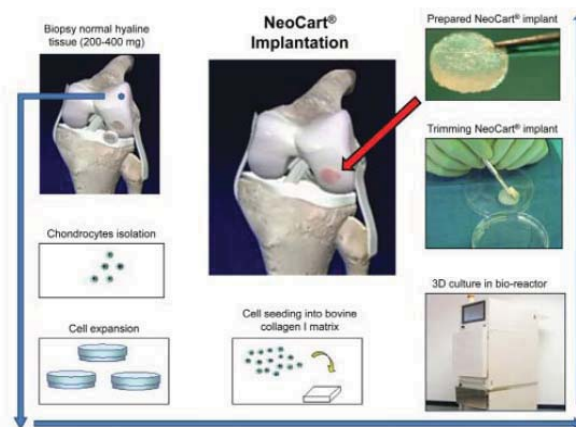 Biopsy normal hyaline
tissue (200-400 mg)
Chondrocytes isolation
Cell expansion
NeoCart®
Implantation
Cell seeding into bovine
collagen I matrix
Prepared NeoCart® implant
Trimming NeoCart® implant
3D culture in bio-reactor